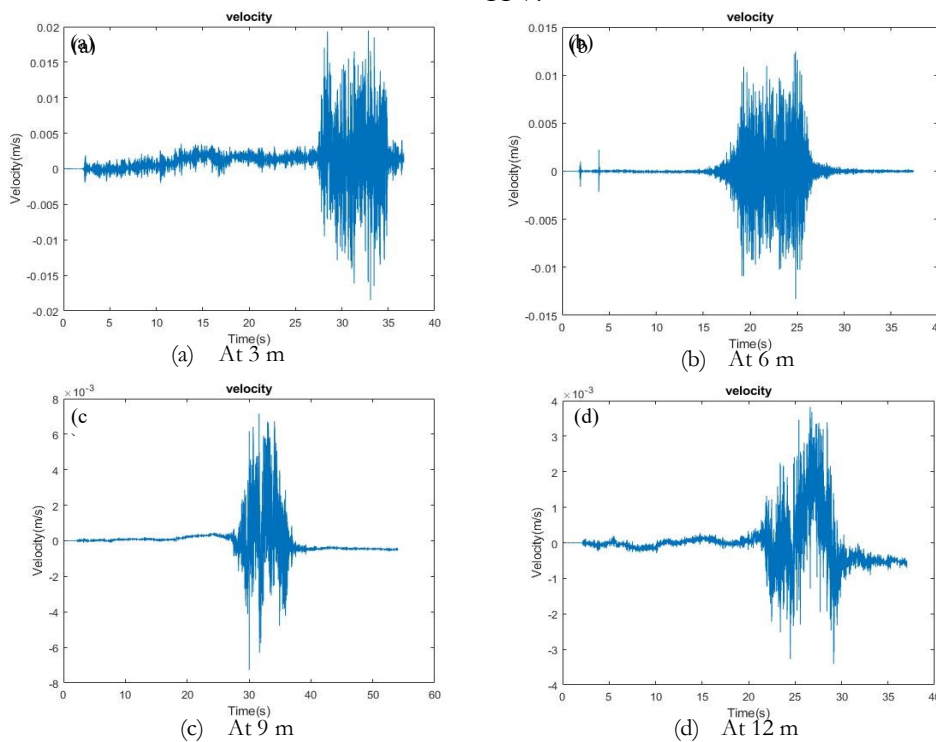 velocity
(a)
(a)
0.02
0.015
0.01
0.005
0
-0.005
-0.01
-0.015
-0.02
Velocity(m/s)
0 5 10 15 20 25 30 35 40
Time(s)
(a) At 3 m
velocity
(b)
(b)
0.015
0.01
0.005
0
-0.005
-0.01
-0.015
Velocity(m/s)
0 5 10 15 20 25 30 35 40
Time(s)
(b) At 6 m
×10⁻³
velocity
(c
8
6
4
2
0
-2
-4
-6
-8
Velocity(m/s)
0 10 20 30 40 50 60
Time(s)
(c) At 9 m
×10⁻³
velocity
(d)
4
3
2
1
0
-1
-2
-3
-4
Velocity(m/s)
0 5 10 15 20 25 30 35 40
Time(s)
(d) At 12 m